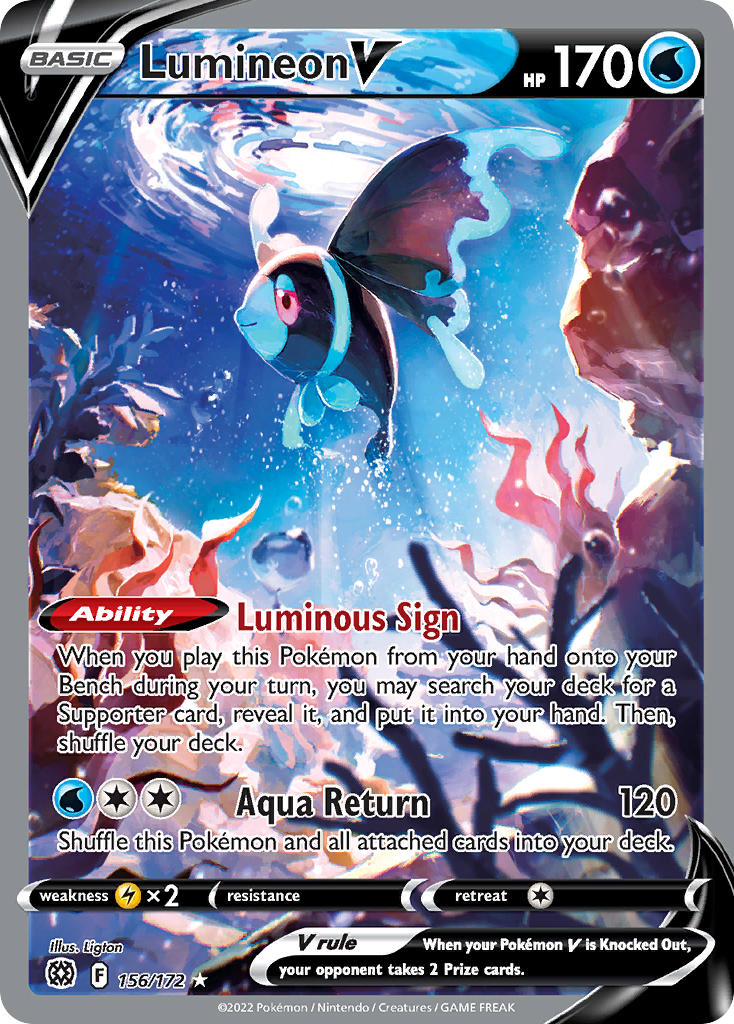 BASIC Lumineon V HP 170
Ability Luminous Sign
When you play this Pokémon from your hand onto your
Bench during your turn, you may search your deck for a
Supporter card, reveal it, and put it into your hand. Then,
shuffle your deck.
Aqua Return 120
Shuffle this Pokémon and all attached cards into your deck.
weakness ×2 resistance retreat
Illus. Ligton
V rule When your Pokémon V is Knocked Out,
your opponent takes 2 Prize cards.
F 156/172
©2022 Pokémon / Nintendo / Creatures / GAME FREAK